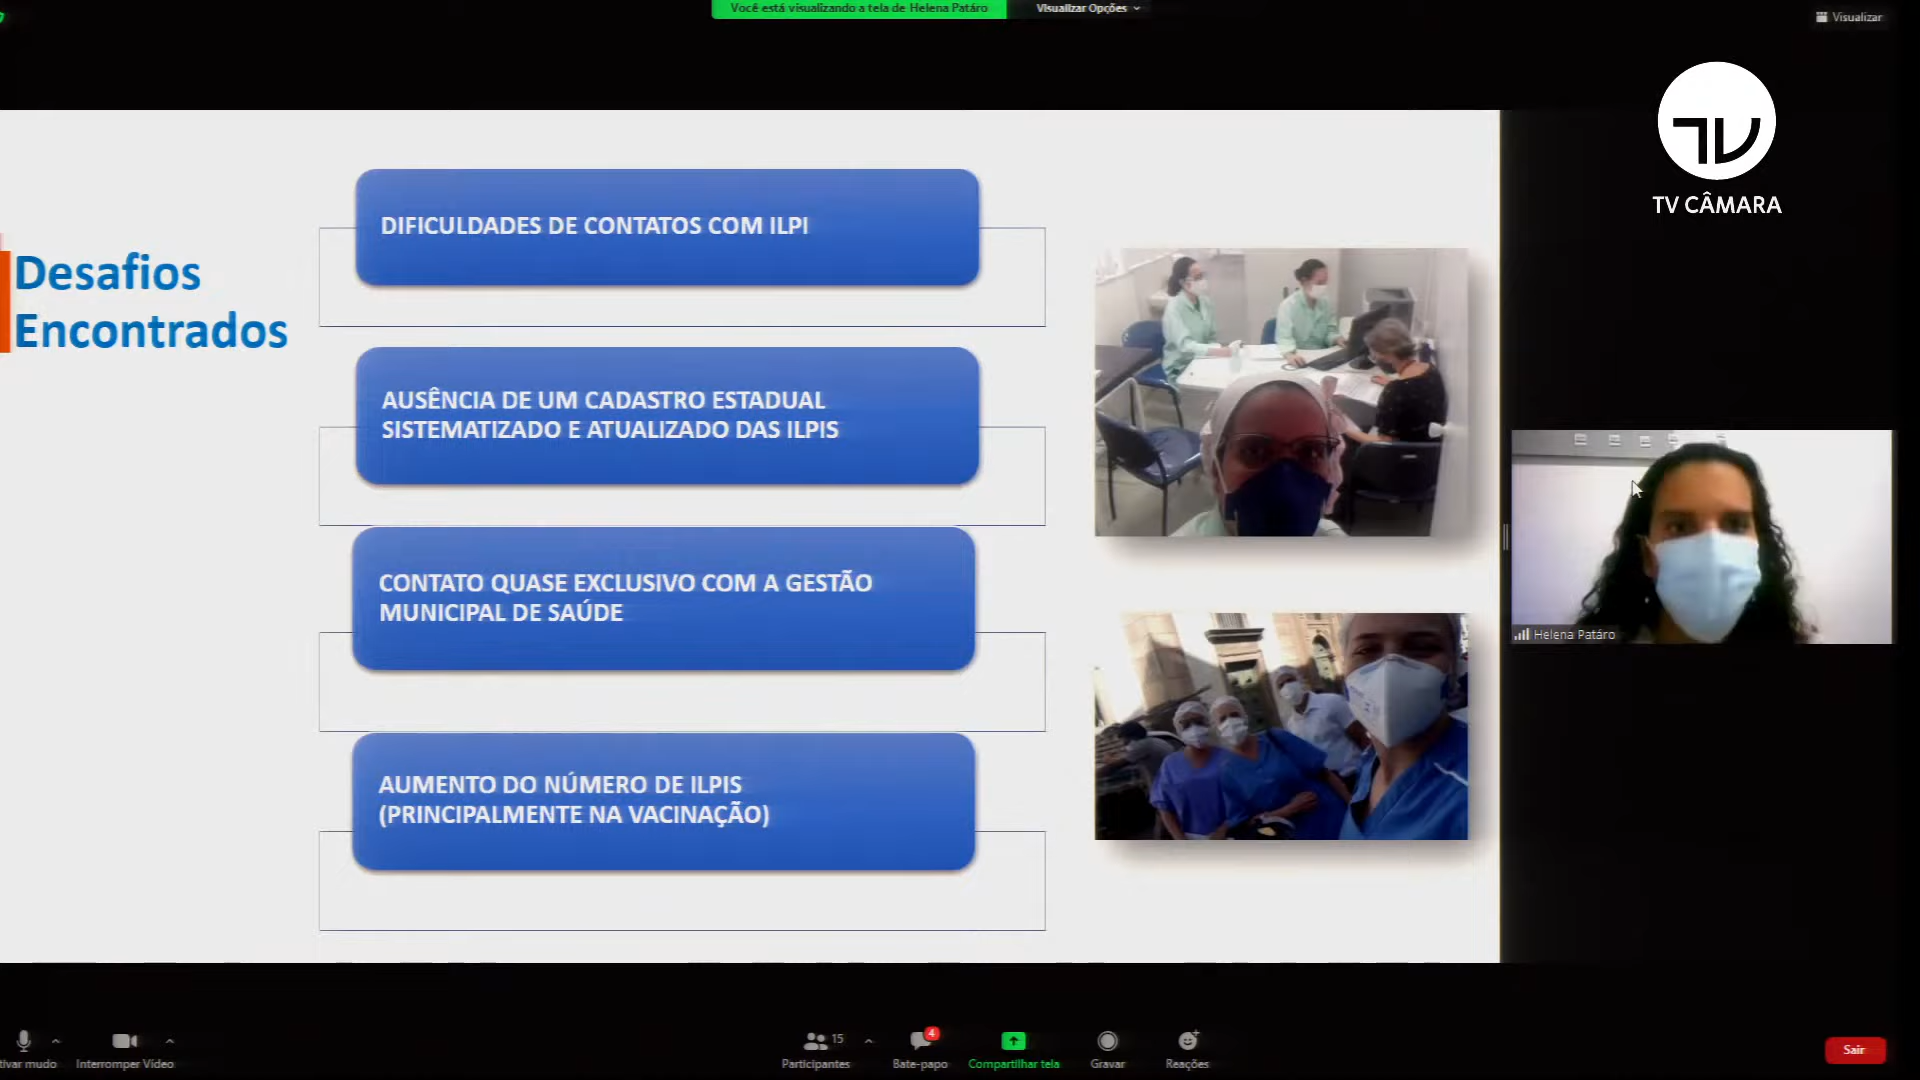 Você está visualizando a tela de Helena Patáro
Visualizar Opções
Visualizar
TV CÂMARA
Desafios
Encontrados
DIFICULDADES DE CONTATOS COM ILPI
AUSÊNCIA DE UM CADASTRO ESTADUAL
SISTEMATIZADO E ATUALIZADO DAS ILPIS
CONTATO QUASE EXCLUSIVO COM A GESTÃO
MUNICIPAL DE SAÚDE
AUMENTO DO NÚMERO DE ILPIS
(PRINCIPALMENTE NA VACINAÇÃO)
Helena Patáro
tivar mudo
Interromper Vídeo
15
Participantes
4
Bate-papo
Compartilhar tela
Gravar
Reações
Sair